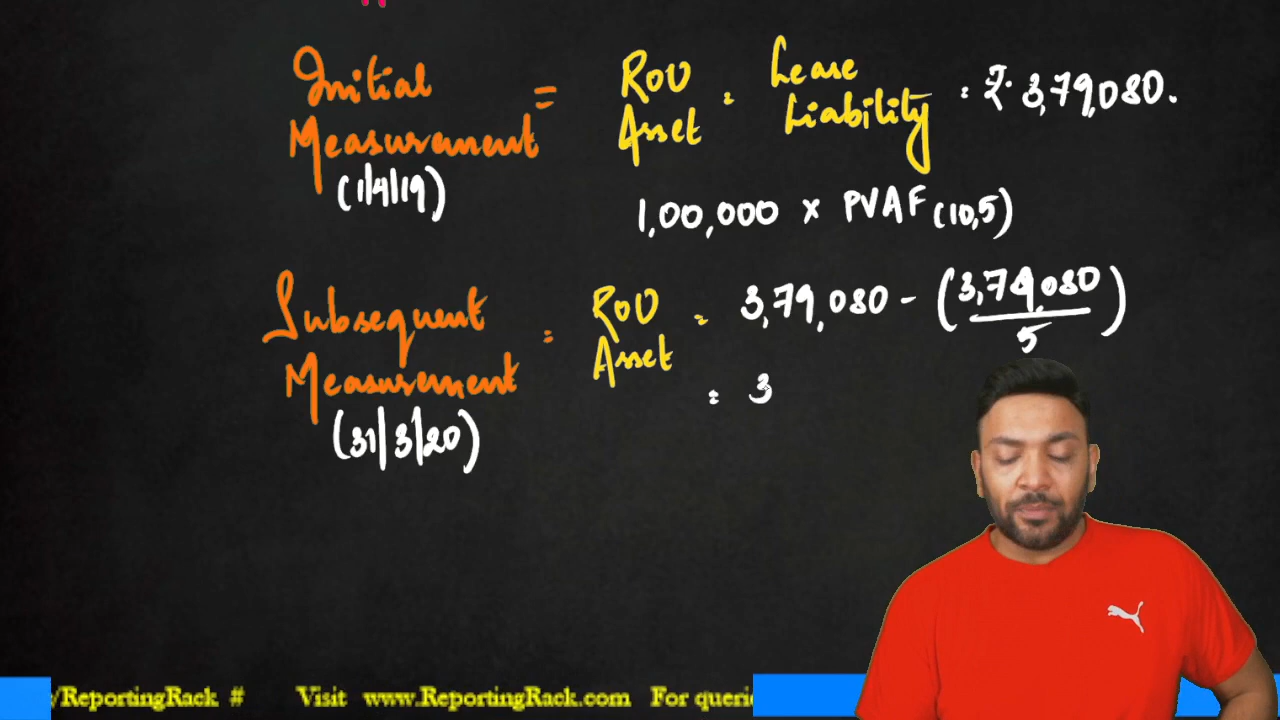 Initial Measurement = RoU Asset = Lease Liability = ₹ 3,79,080.
(1/4/19)
1,00,000 x PVAF (10,5)
Subsequent Measurement = RoU Asset = 3,79,080 - (3,79,080 / 5)
= 3
(31/3/20)
/ReportingRack # Visit www.ReportingRack.com For querie